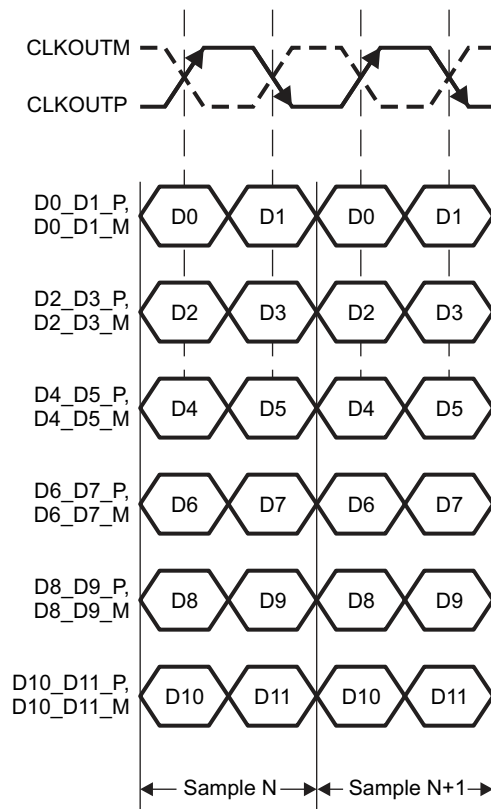 CLKOUTM
CLKOUTP
D0_D1_P,
D0_D1_M
D0 D1 D0 D1
D2_D3_P,
D2_D3_M
D2 D3 D2 D3
D4_D5_P,
D4_D5_M
D4 D5 D4 D5
D6_D7_P,
D6_D7_M
D6 D7 D6 D7
D8_D9_P,
D8_D9_M
D8 D9 D8 D9
D10_D11_P,
D10_D11_M
D10 D11 D10 D11
Sample N Sample N+1